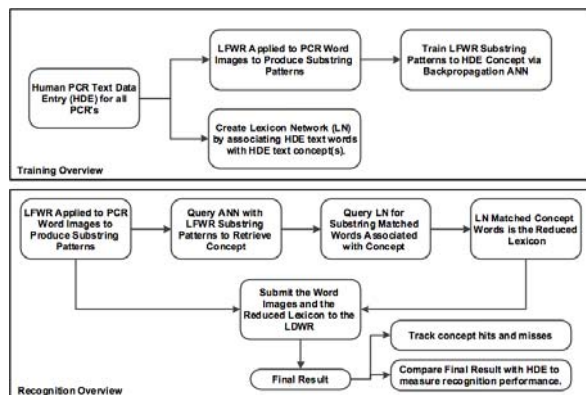 LFWR Applied to PCR Word
Images to Produce Substring
Patterns
Train LFWR Substring
Patterns to HDE Concept via
Backpropagation ANN
Human PCR Text Data
Entry (HDE) for all
PCR's
Create Lexicon Network (LN)
by associating HDE text words
with HDE text concept(s).
Training Overview
LFWR Applied to PCR
Word Images to
Produce Substring
Patterns
Query ANN with
LFWR Substring
Patterns to Retrieve
Concept
Query LN for
Substring Matched
Words Associated
with Concept
LN Matched Concept
Words is the Reduced
Lexicon
Submit the Word
Images and the
Reduced Lexicon to the
LDWR
Track concept hits and misses
Final Result
Compare Final Result with HDE to
measure recognition performance.
Recognition Overview